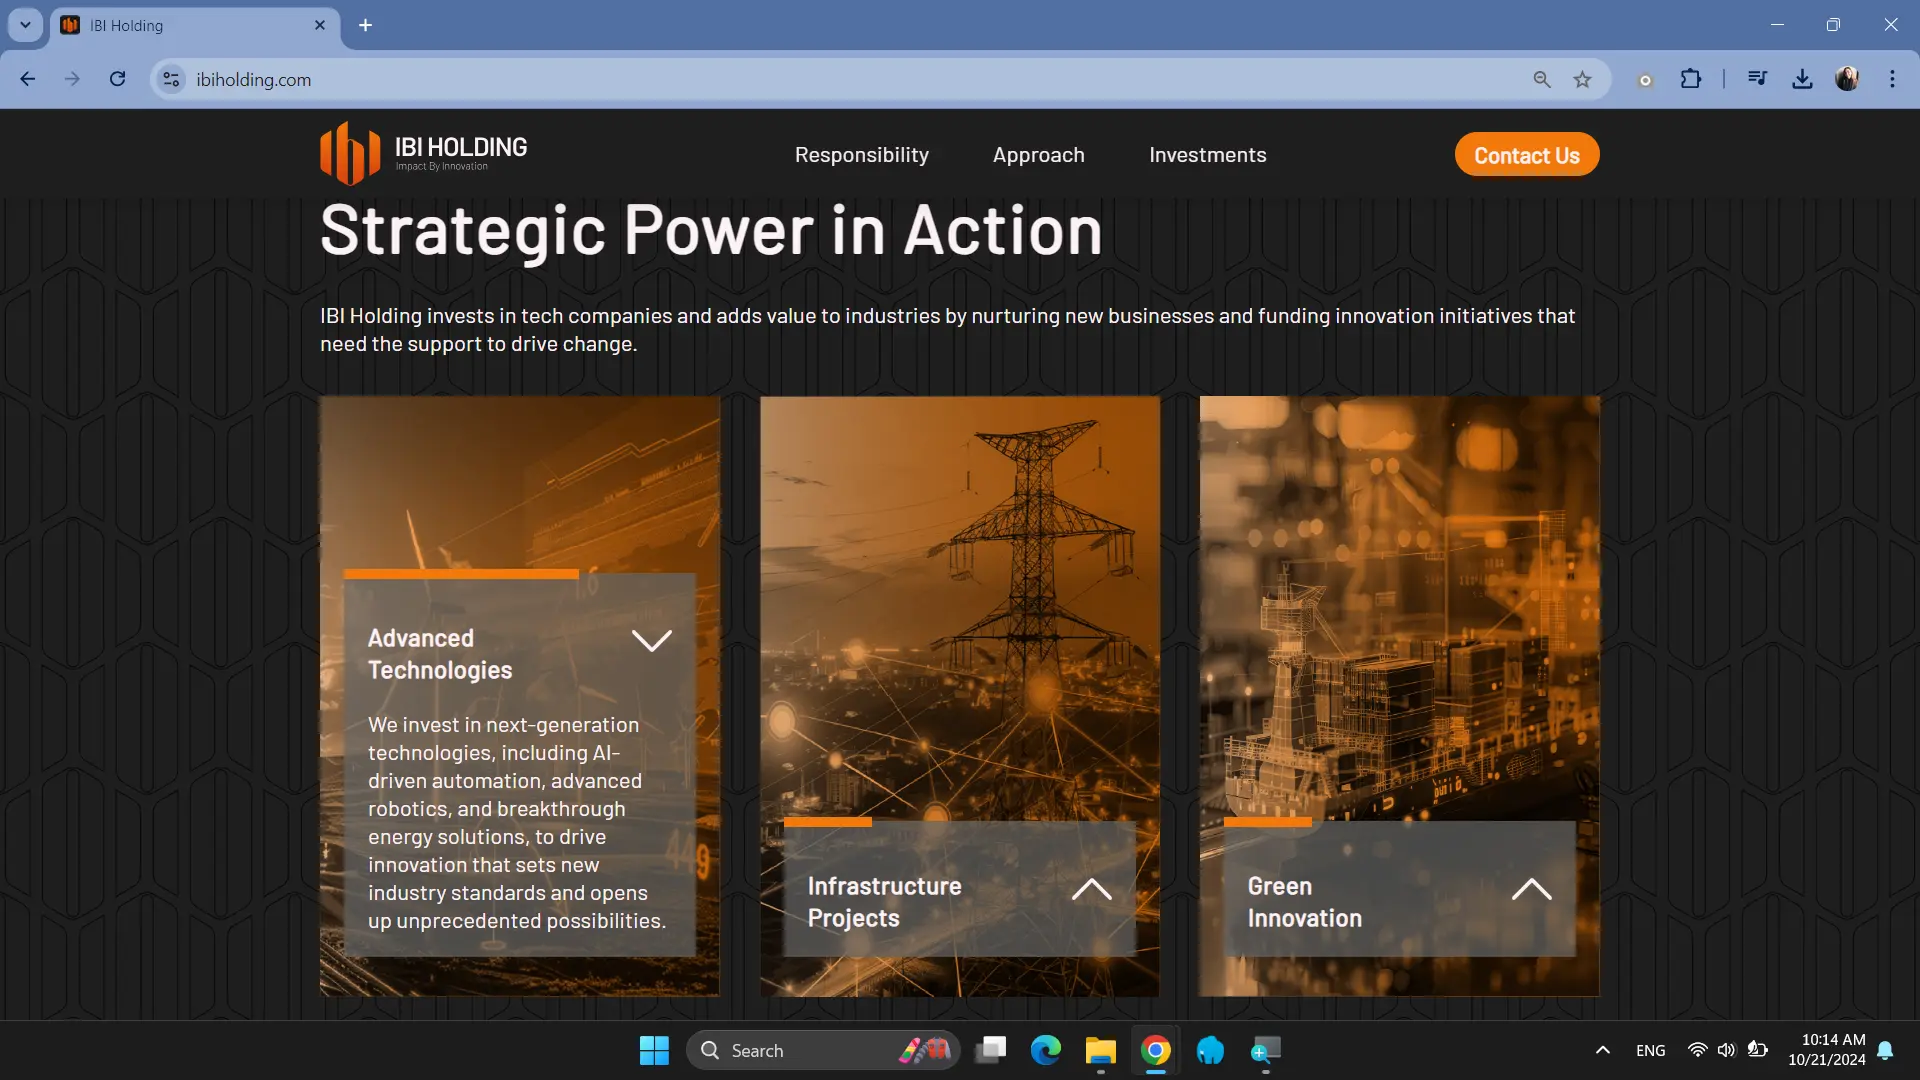 IBI Holding
ibiholding.com
IBI HOLDING
Impact By Innovation
Responsibility
Approach
Investments
Contact Us
Strategic Power in Action
IBI Holding invests in tech companies and adds value to industries by nurturing new businesses and funding innovation initiatives that
need the support to drive change.
Advanced
Technologies
We invest in next-generation
technologies, including AI-
driven automation, advanced
robotics, and breakthrough
energy solutions, to drive
innovation that sets new
industry standards and opens
up unprecedented possibilities.
Infrastructure
Projects
Green
Innovation
Search
ENG
10:14 AM
10/21/2024